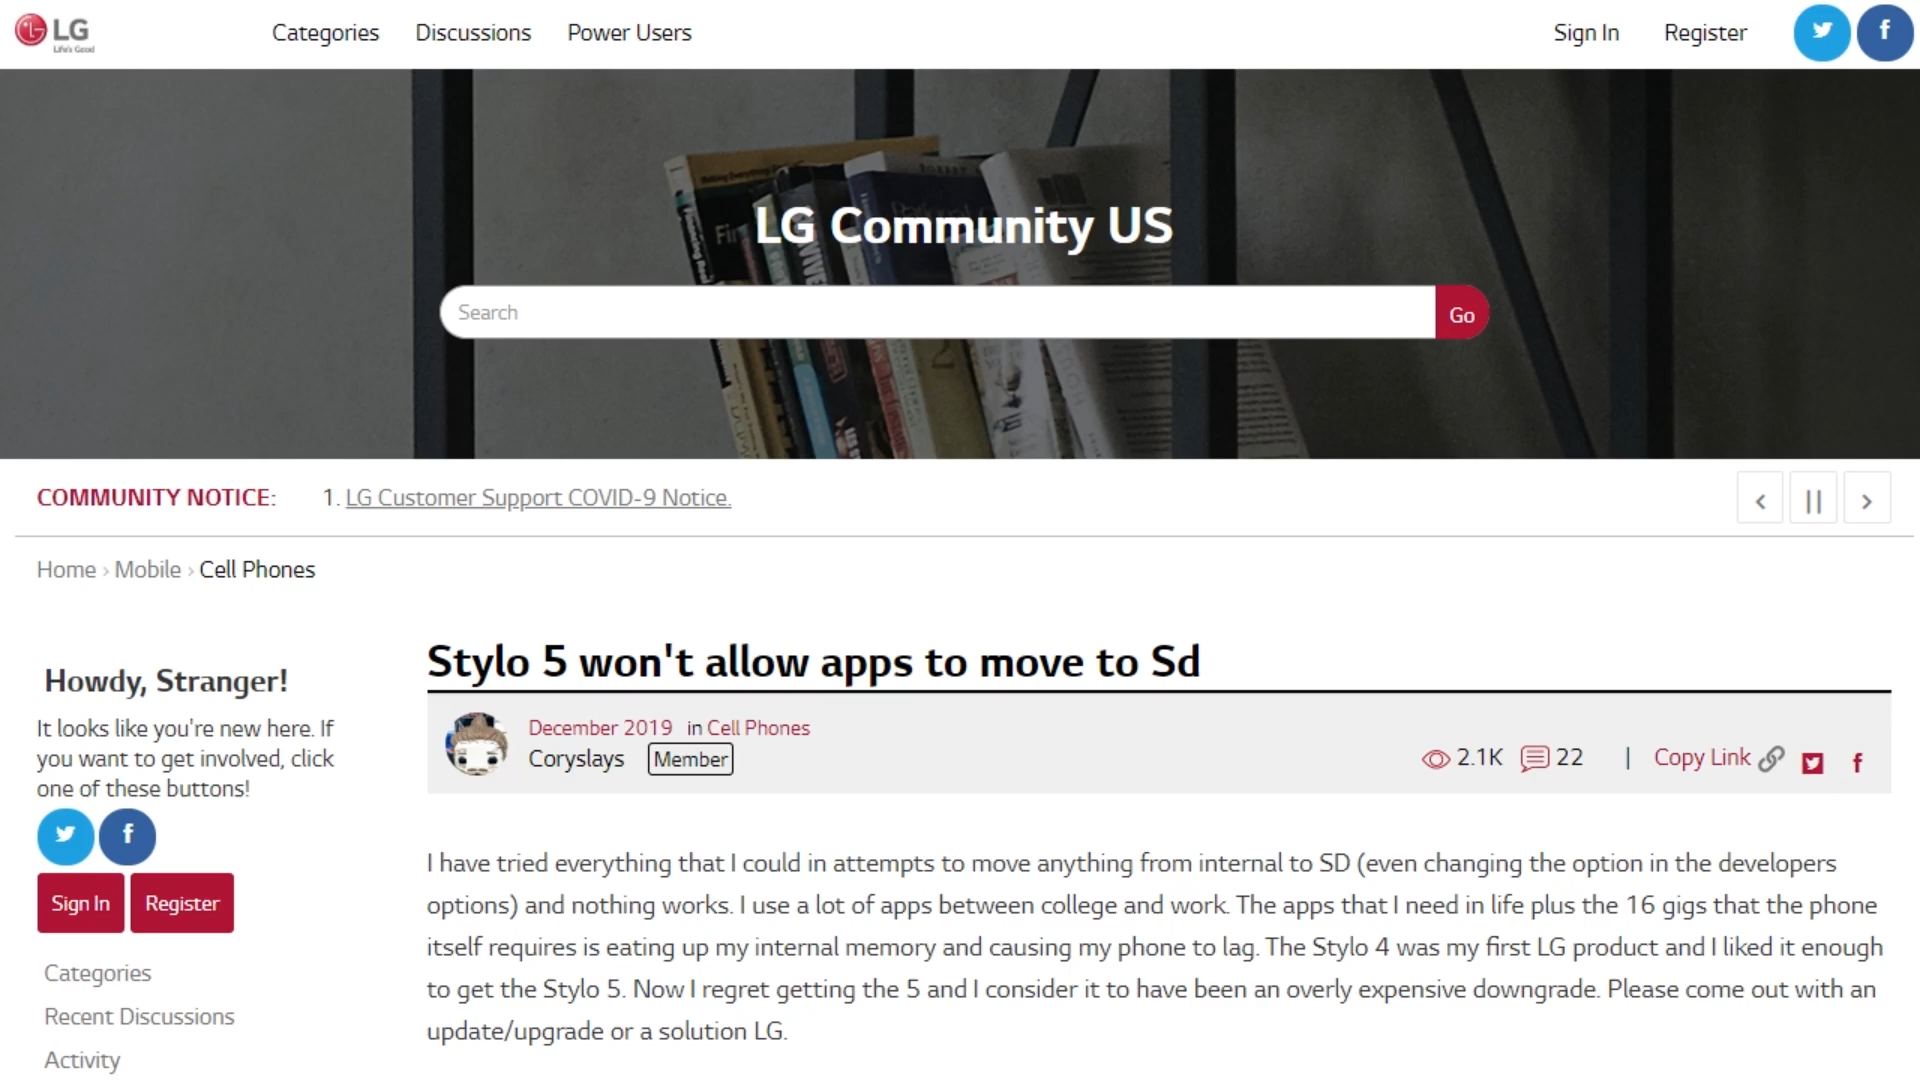 LG
Life's Good
Categories Discussions Power Users
Sign In Register
LG Community US
Search
Go
COMMUNITY NOTICE: 1. LG Customer Support COVID-9 Notice.
Home › Mobile › Cell Phones
Howdy, Stranger!
It looks like you're new here. If
you want to get involved, click
one of these buttons!
Sign In Register
Categories
Recent Discussions
Activity
Stylo 5 won't allow apps to move to Sd
December 2019 in Cell Phones
Coryslays Member
2.1K 22 | Copy Link
I have tried everything that I could in attempts to move anything from internal to SD (even changing the option in the developers
options) and nothing works. I use a lot of apps between college and work. The apps that I need in life plus the 16 gigs that the phone
itself requires is eating up my internal memory and causing my phone to lag. The Stylo 4 was my first LG product and I liked it enough
to get the Stylo 5. Now I regret getting the 5 and I consider it to have been an overly expensive downgrade. Please come out with an
update/upgrade or a solution LG.